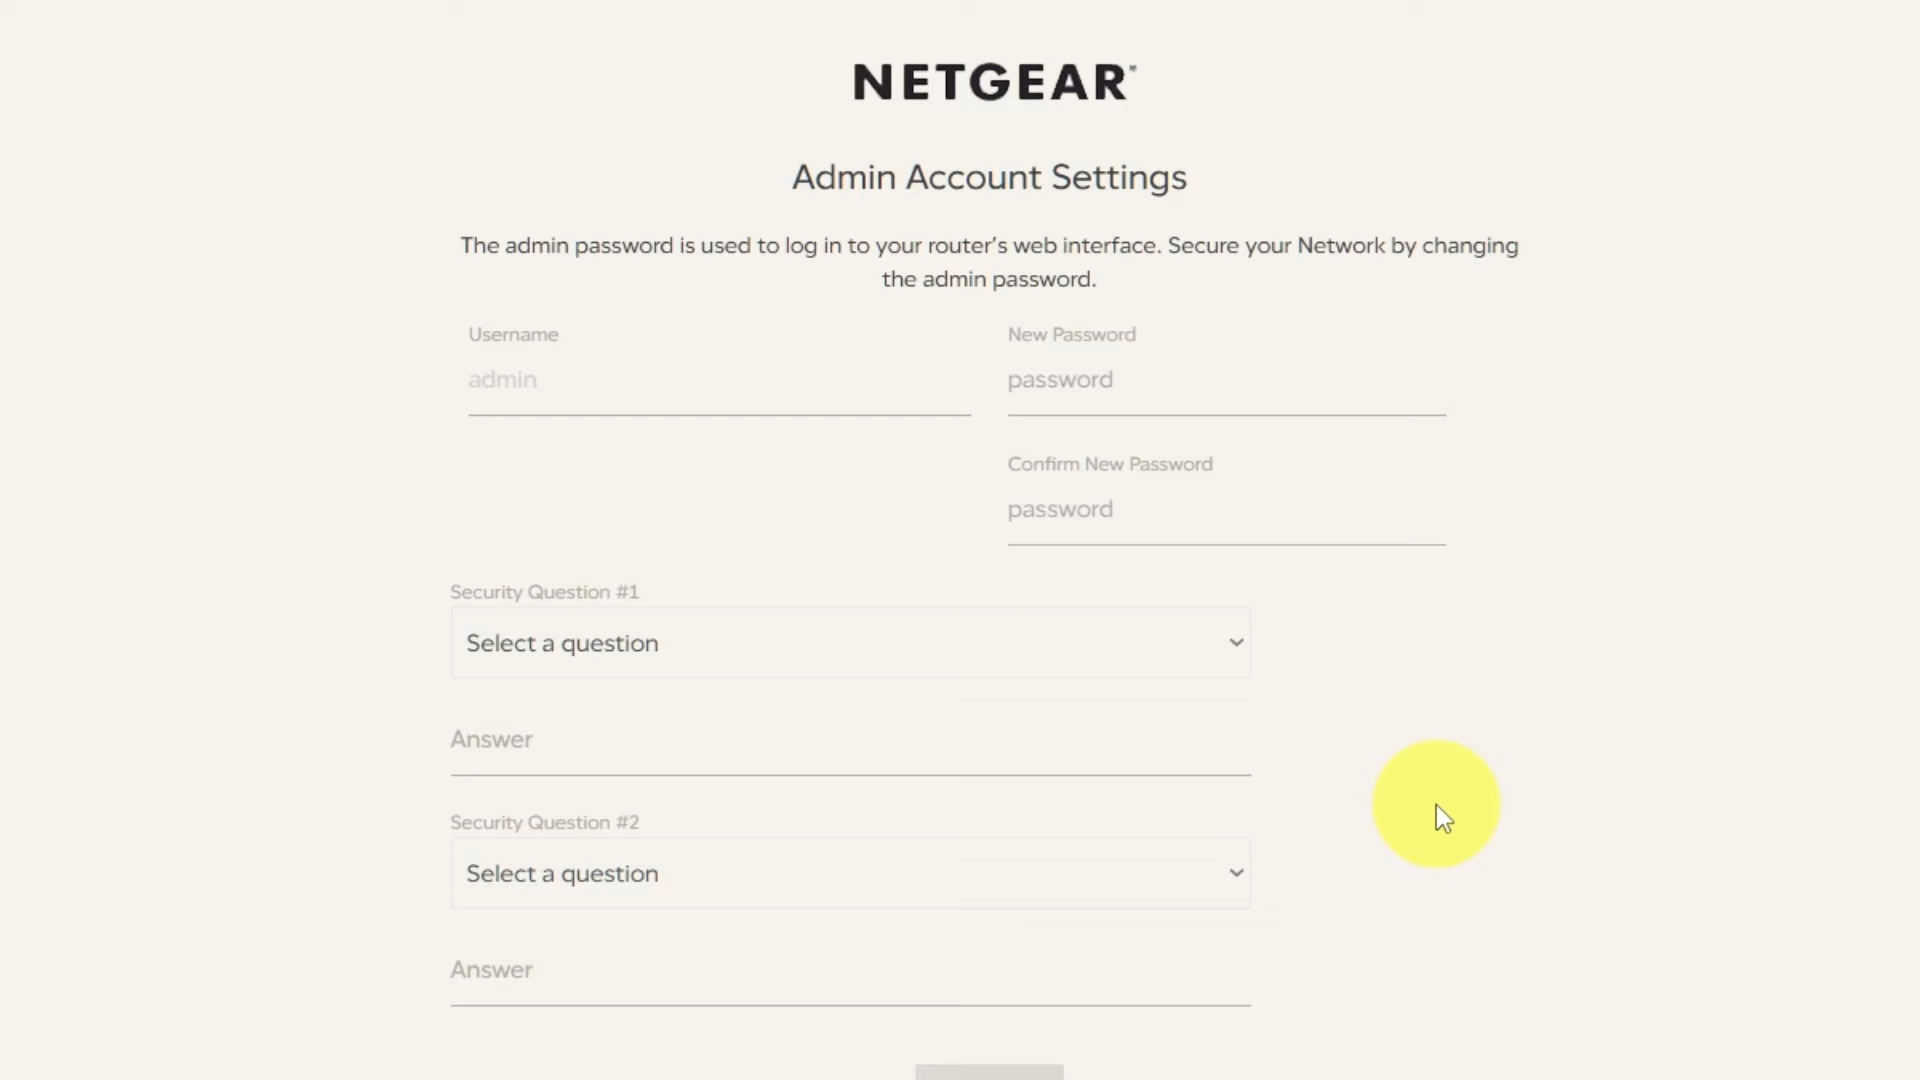 NETGEAR
Admin Account Settings
The admin password is used to log in to your router's web interface. Secure your Network by changing
the admin password.
Username
New Password
admin
password
Confirm New Password
password
Security Question #1
Select a question
Answer
Security Question #2
Select a question
Answer